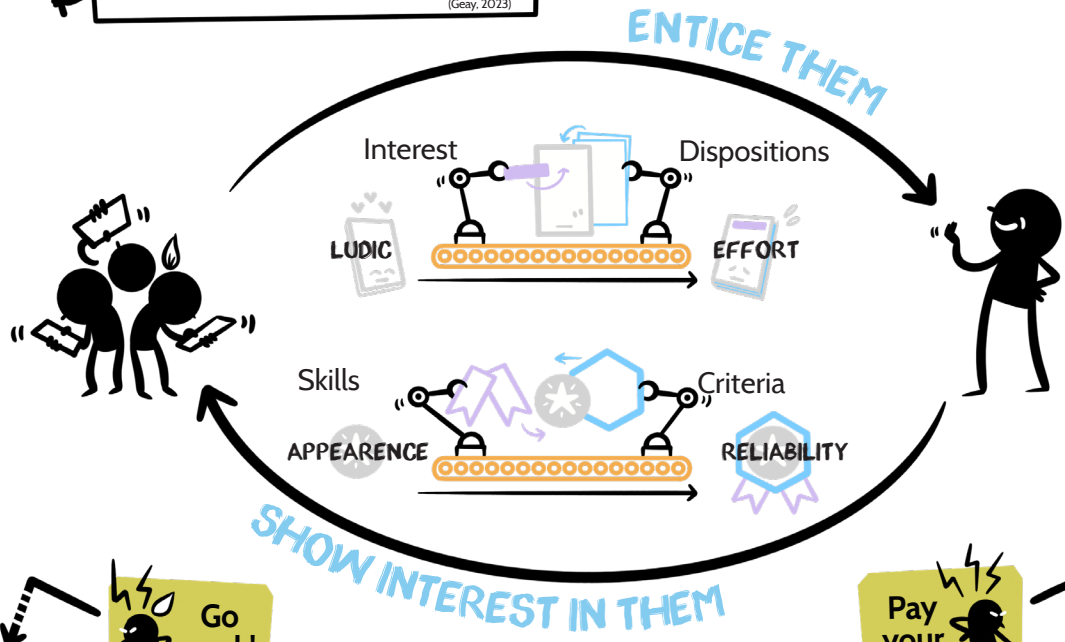 (Geay, 2023)
ENTICE THEM
Interest
Dispositions
LUDIC
EFFORT
Skills
Criteria
APPEARENCE
RELIABILITY
SHOW INTEREST IN THEM
Go
Pay
your